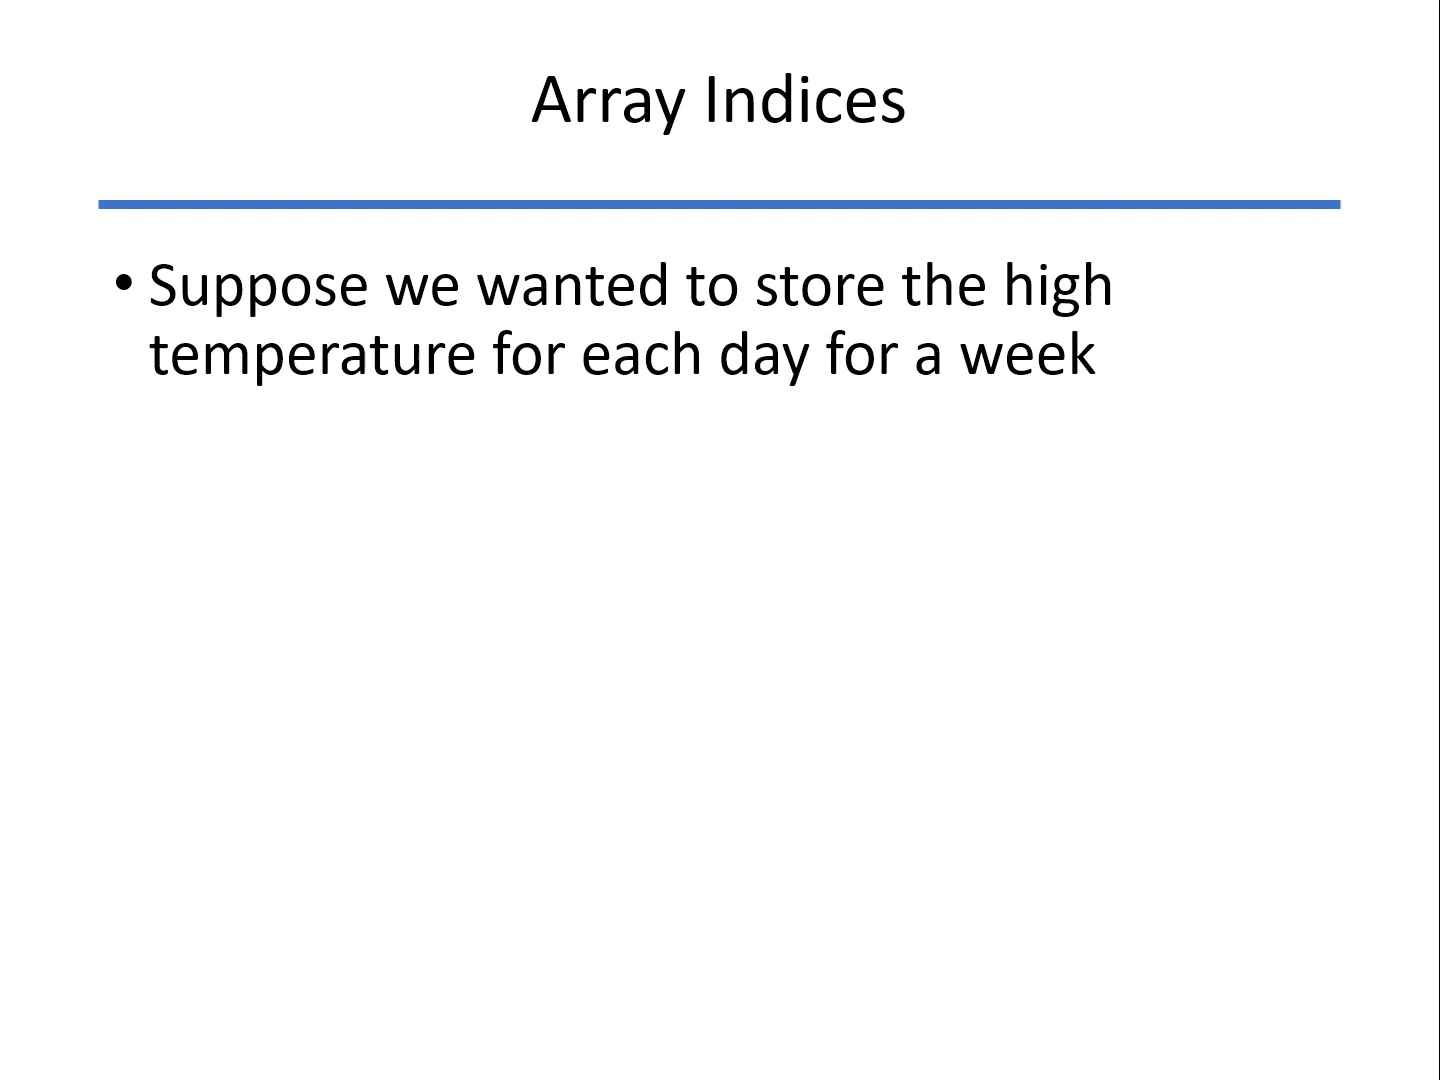 Array Indices
• Suppose we wanted to store the high
temperature for each day for a week